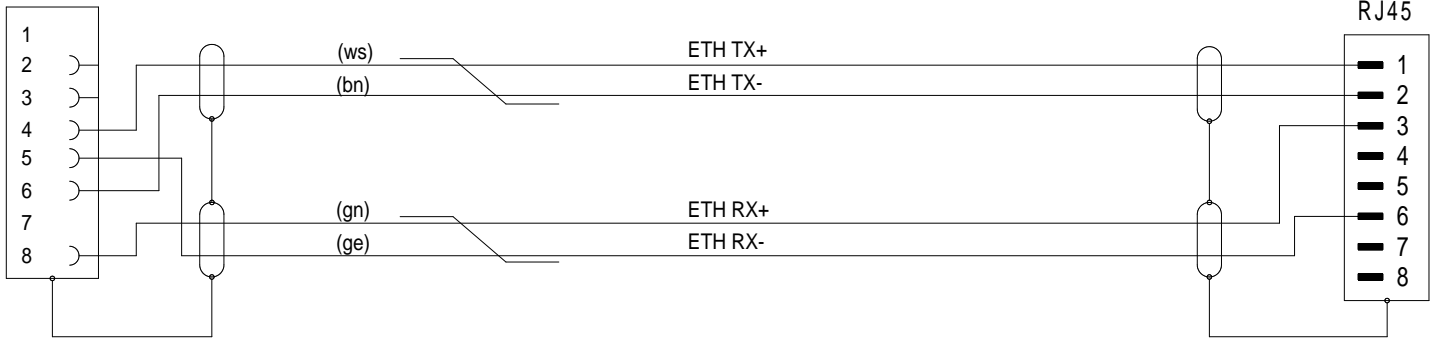 RJ45
1
2
3
4
5
6
7
8
(ws)
ETH TX+
(bn)
ETH TX-
(gn)
ETH RX+
(ge)
ETH RX-
1
2
3
4
5
6
7
8